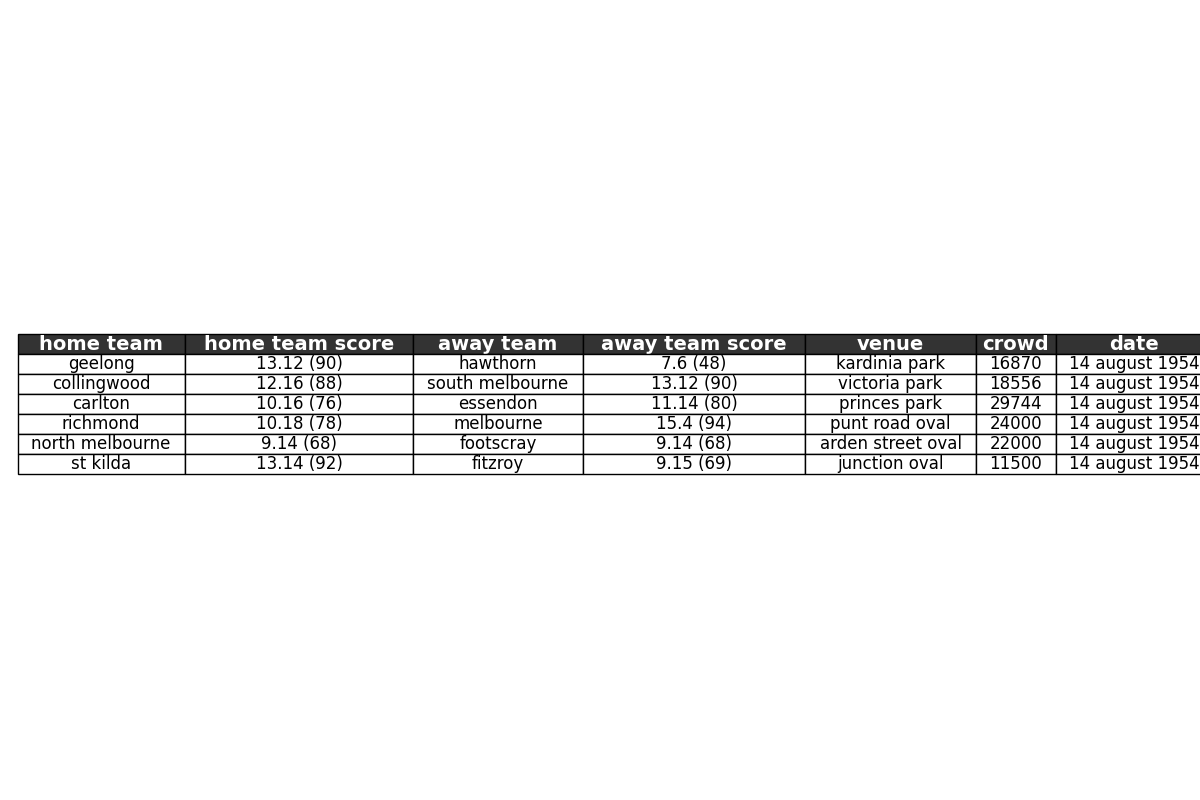 home team home team score away team away team score venue crowd date
geelong 13.12 (90) hawthorn 7.6 (48) kardinia park 16870 14 august 1954
collingwood 12.16 (88) south melbourne 13.12 (90) victoria park 18556 14 august 1954
carlton 10.16 (76) essendon 11.14 (80) princes park 29744 14 august 1954
richmond 10.18 (78) melbourne 15.4 (94) punt road oval 24000 14 august 1954
north melbourne 9.14 (68) footscray 9.14 (68) arden street oval 22000 14 august 1954
st kilda 13.14 (92) fitzroy 9.15 (69) junction oval 11500 14 august 1954